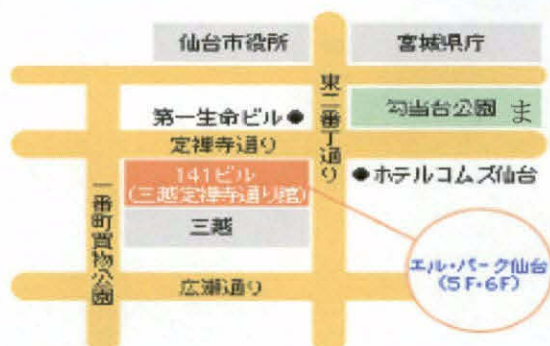 仙台市役所
宮城県庁
東二番丁通り
勾当台公園 ま
第一生命ビル●
定禅寺通り
141ビル
(三越定禅寺通り館)
●ホテルコムズ仙台
三越
一番町買物公園
エル・パーク仙台
(5F・6F)
広瀬通り